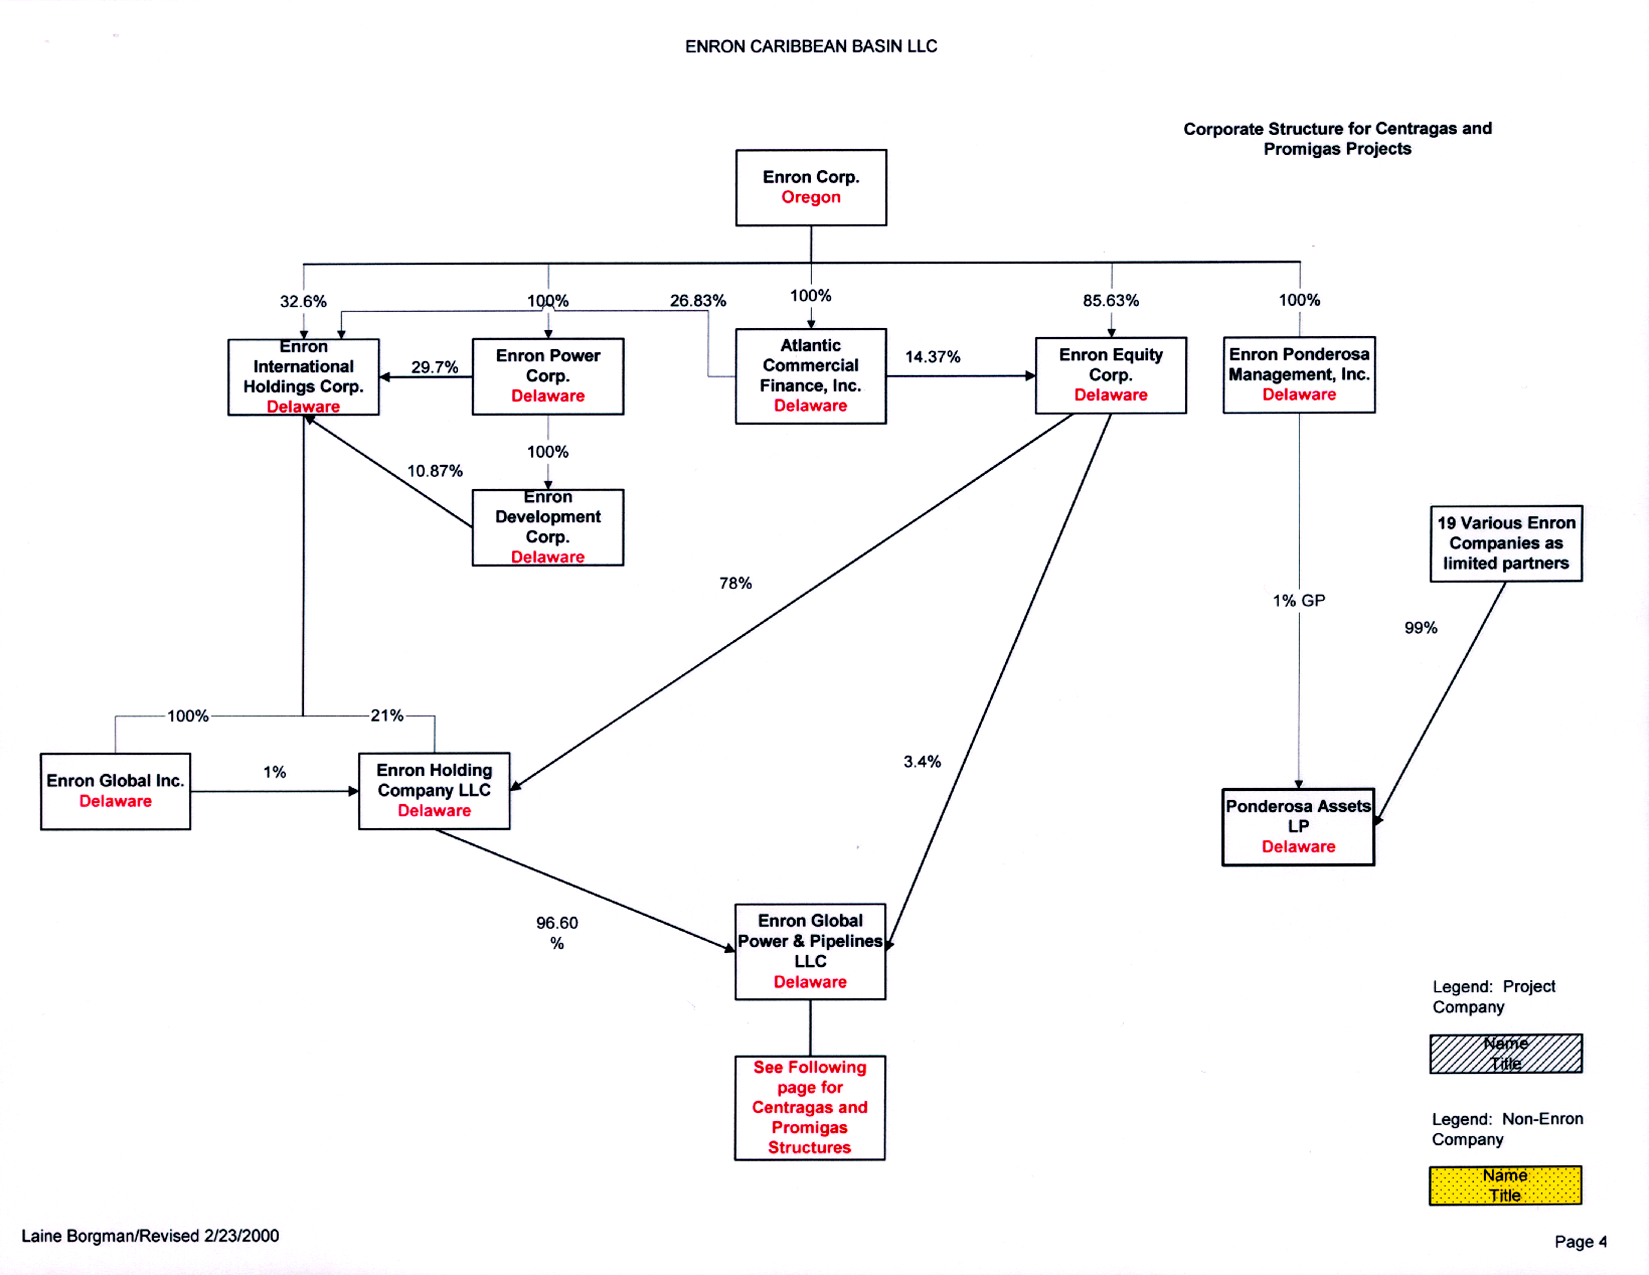 ENRON CARIBBEAN BASIN LLC
Corporate Structure for Centragas and
Promigas Projects
Enron Corp.
Oregon
32.6%
100%
26.83%
100%
85.63%
100%
Enron
International
Holdings Corp.
Delaware
29.7%
Enron Power
Corp.
Delaware
Atlantic
Commercial
Finance, Inc.
Delaware
14.37%
Enron Equity
Corp.
Delaware
Enron Ponderosa
Management, Inc.
Delaware
100%
10.87%
Enron
Development
Corp.
Delaware
19 Various Enron
Companies as
limited partners
78%
1% GP
99%
100%
21%
3.4%
Enron Global Inc.
Delaware
1%
Enron Holding
Company LLC
Delaware
Ponderosa Assets
LP
Delaware
96.60
%
Enron Global
Power & Pipelines
LLC
Delaware
See Following
page for
Centragas and
Promigas
Structures
Legend: Project
Company
Name
Title
Legend: Non-Enron
Company
Name
Title
Laine Borgman/Revised 2/23/2000
Page 4